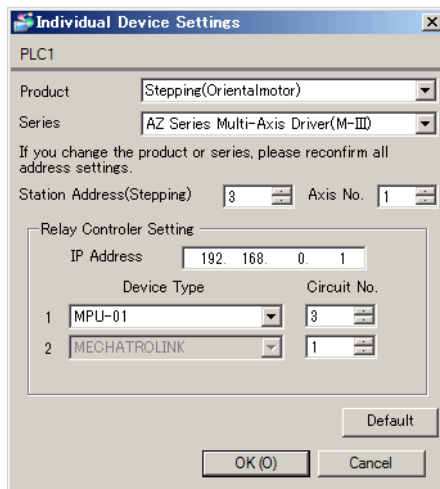 Individual Device Settings
PLC1
Product Stepping(Orientalmotor)
Series AZ Series Multi-Axis Driver(M-III)
If you change the product or series, please reconfirm all
address settings.
Station Address(Stepping) 3 Axis No. 1
Relay Controler Setting
IP Address 192. 168. 0. 1
Device Type Circuit No.
1 MPU-01 3
2 MECHATROLINK 1
Default
OK (O) Cancel